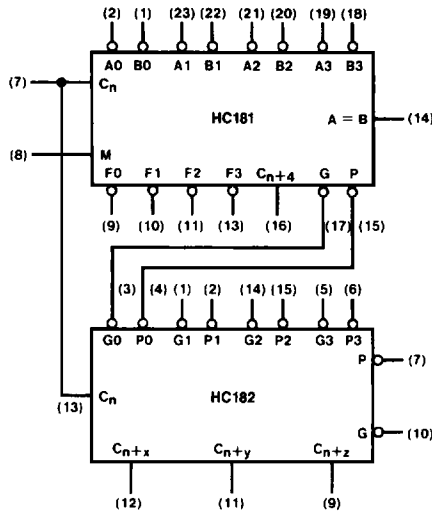 (2) (1) (23) (22) (21) (20) (19) (18)
A0 B0 A1 B1 A2 B2 A3 B3
(7) Cn
HC181 A = B (14)
(8) M
F0 F1 F2 F3 Cn+4 G P
(9) (10) (11) (13) (16) (17) (15)
(3) (4) (1) (2) (14) (15) (5) (6)
G0 P0 G1 P1 G2 P2 G3 P3
P (7)
(13) Cn HC182
G (10)
Cn+x Cn+y Cn+z
(12) (11) (9)